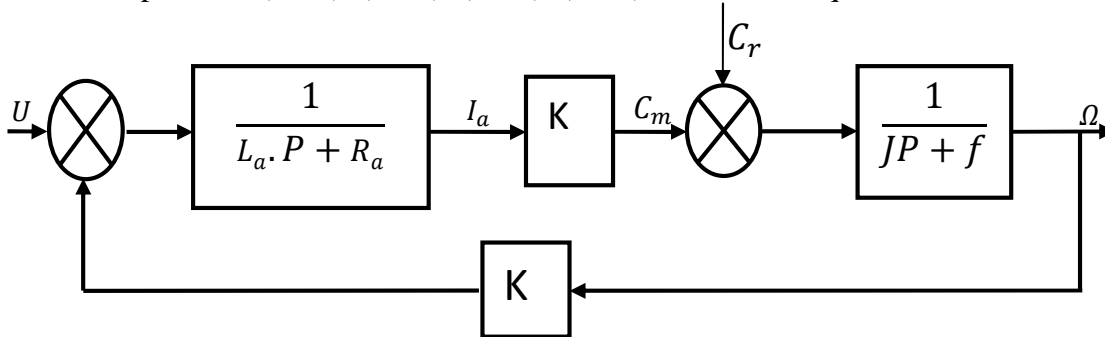 C_r
U
1
L_a. P + R_a
I_a
K
C_m
1
JP + f
Ω
K